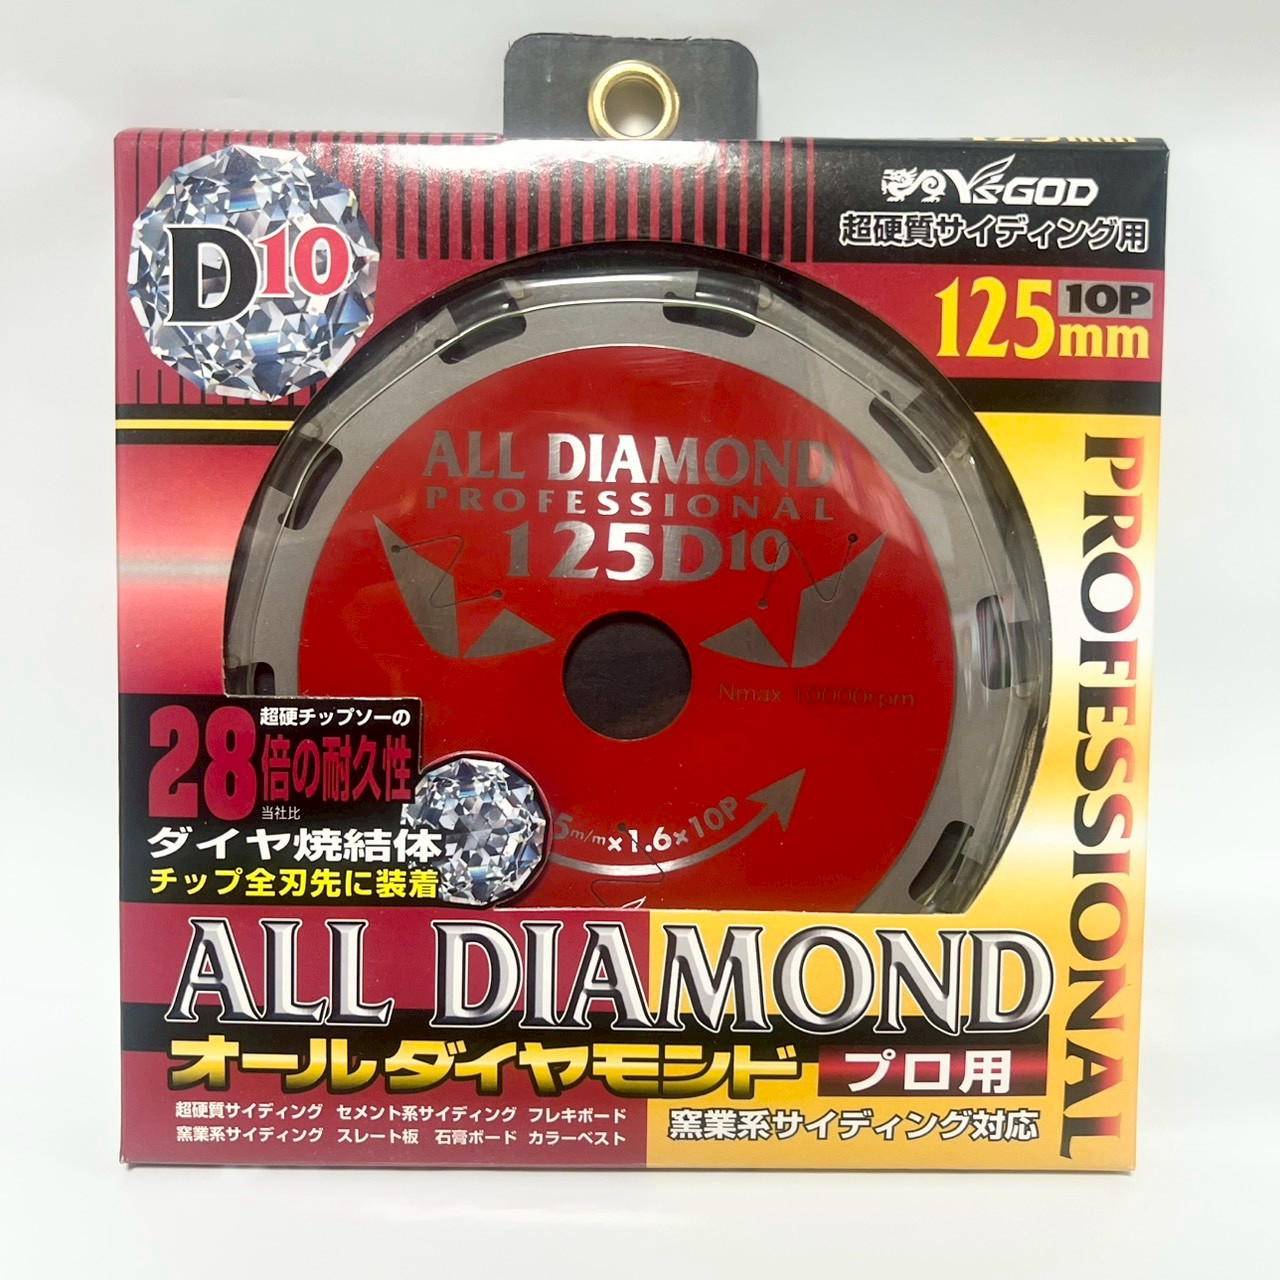 125mm
D10
Y'sGOD
超硬質サイディング用
125mm
10P
PROFESSIONAL
ALL DIAMOND
PROFESSIONAL
125D10
Nmax 10000rpm
5m/m×1.6×10P
超硬チップソーの
28倍の耐久性
当社比
ダイヤ焼結体
チップ全刃先に装着
ALL DIAMOND
オールダイヤモンド
プロ用
超硬質サイディング セメント系サイディング フレキボード
窯業系サイディング スレート板 石膏ボード カラーベスト
窯業系サイディング対応